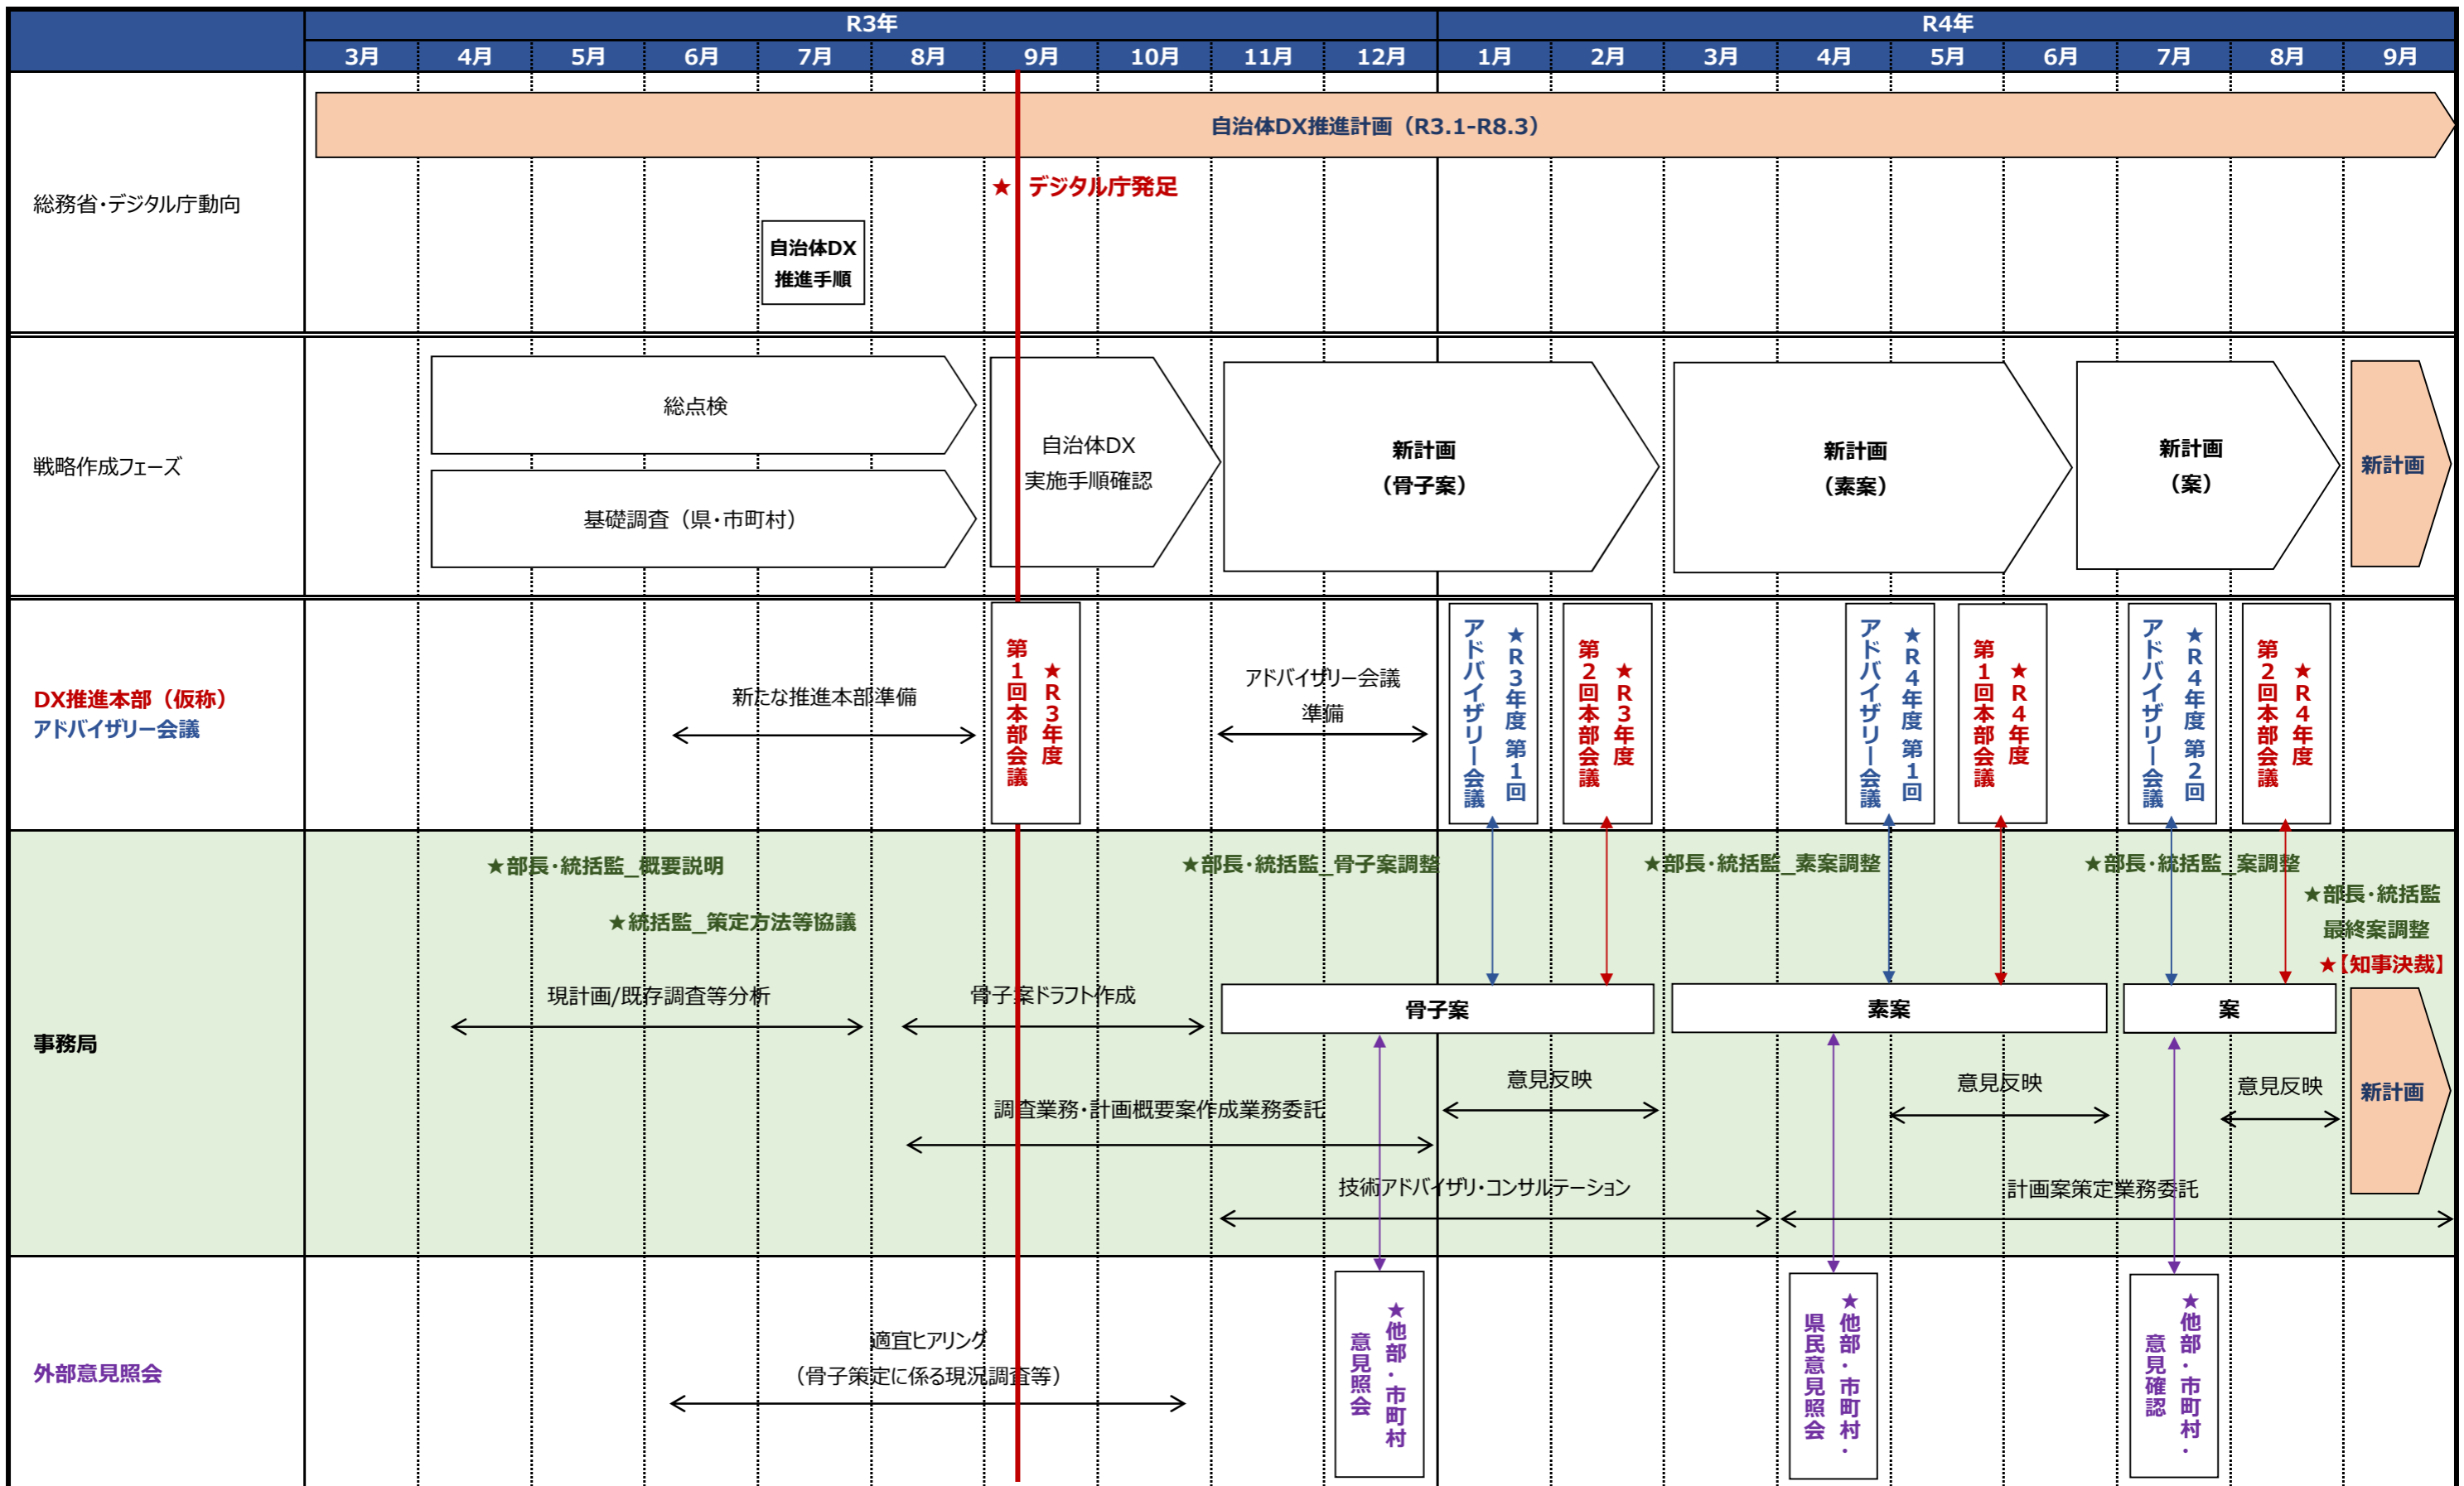 R3年
R4年
3月
4月
5月
6月
7月
8月
9月
10月
11月
12月
1月
2月
3月
4月
5月
6月
7月
8月
9月
総務省・デジタル庁動向
自治体DX推進計画（R3.1-R8.3）
★ デジタル庁発足
自治体DX
推進手順
戦略作成フェーズ
総点検
基礎調査（県・市町村）
自治体DX
実施手順確認
新計画
（骨子案）
新計画
（素案）
新計画
（案）
新計画
DX推進本部（仮称）
アドバイザリー会議
新たな推進本部準備
★R3年度
第1回本部会議
アドバイザリー会議
準備
★R3年度 第1回
アドバイザリー会議
★R3年度
第2回本部会議
★R4年度 第1回
アドバイザリー会議
★R4年度
第1回本部会議
★R4年度 第2回
アドバイザリー会議
★R4年度
第2回本部会議
事務局
★部長・統括監_概要説明
★統括監_策定方法等協議
★部長・統括監_骨子案調整
★部長・統括監_素案調整
★部長・統括監_案調整
★部長・統括監
最終案調整
★【知事決裁】
現計画/既存調査等分析
骨子案ドラフト作成
骨子案
素案
案
意見反映
意見反映
意見反映
新計画
調査業務・計画概要案作成業務委託
技術アドバイザリ・コンサルテーション
計画案策定業務委託
外部意見照会
適宜ヒアリング
（骨子策定に係る現況調査等）
★他部・市町村
意見照会
★他部・市町村・
県民意見照会
★他部・市町村・
意見確認